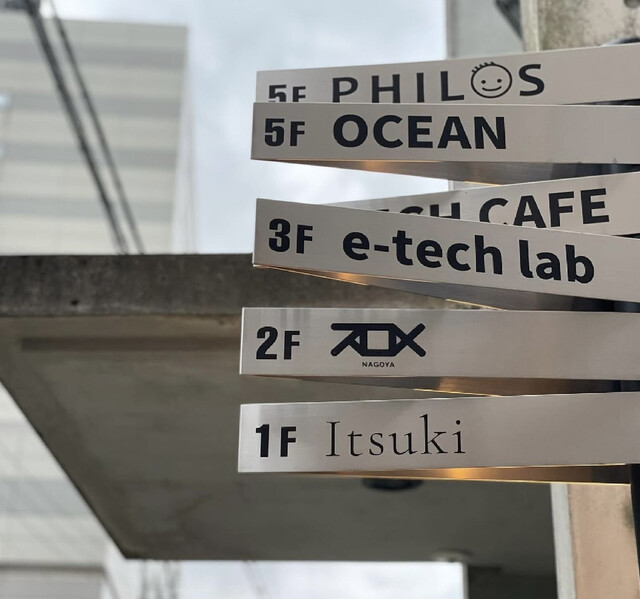 5F PHILOS
5F OCEAN
CAFE
3F e-tech lab
2F
NAGOYA
1F Itsuki